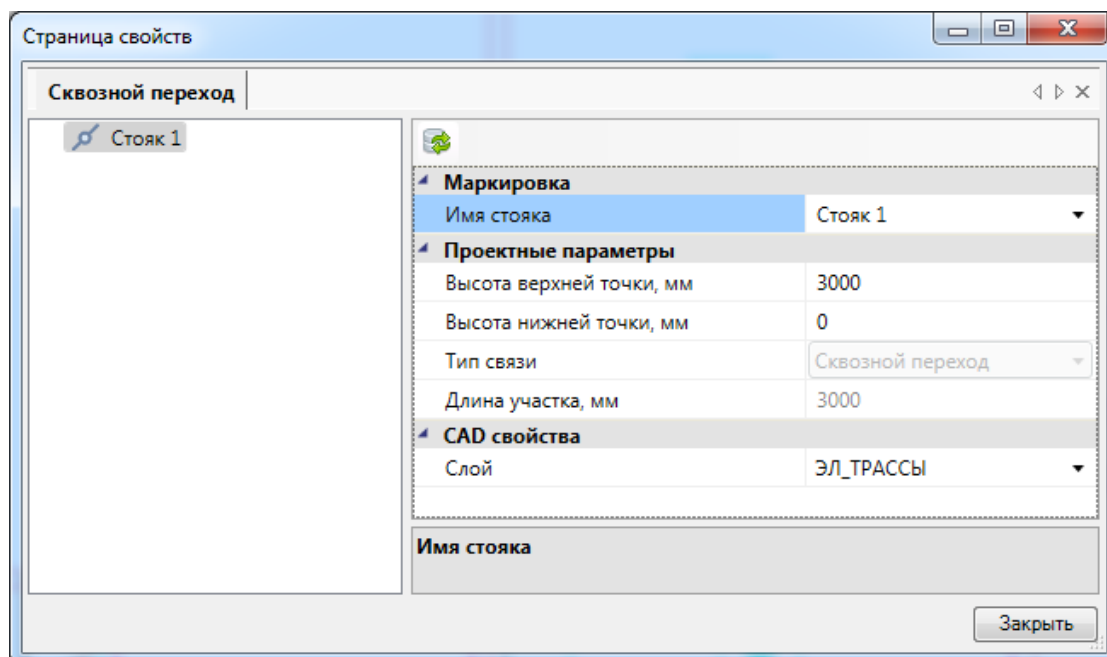 Страница свойств
Сквозной переход
Стояк 1
Маркировка
Имя стояка Стояк 1
Проектные параметры
Высота верхней точки, мм 3000
Высота нижней точки, мм 0
Тип связи Сквозной переход
Длина участка, мм 3000
CAD свойства
Слой ЭЛ_ТРАССЫ
Имя стояка
Закрыть